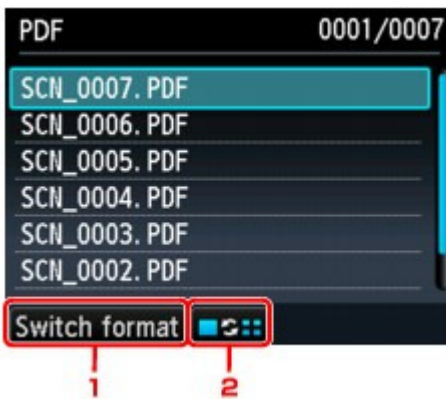 PDF 0001/0007
SCN_0007.PDF
SCN_0006.PDF
SCN_0005.PDF
SCN_0004.PDF
SCN_0003.PDF
SCN_0002.PDF
Switch format
1 2